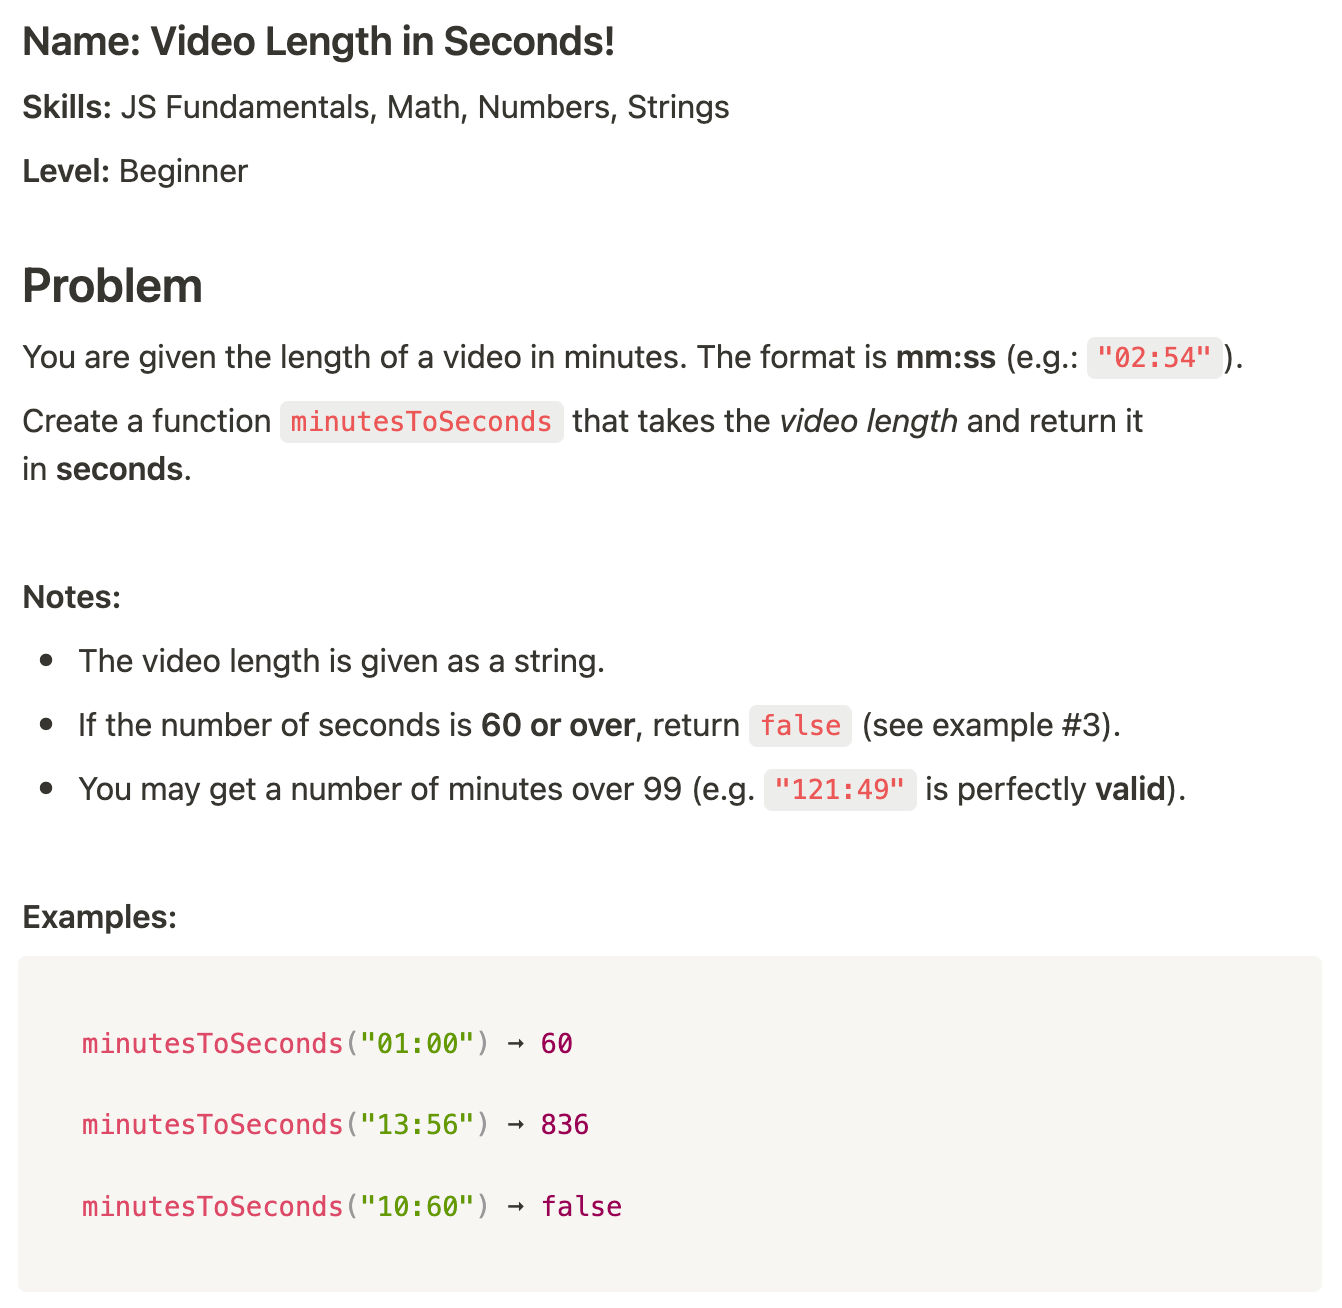 Name: Video Length in Seconds!
Skills: JS Fundamentals, Math, Numbers, Strings
Level: Beginner
Problem
You are given the length of a video in minutes. The format is mm:ss (e.g.: "02:54" ).
Create a function minutesToSeconds that takes the video length and return it
in seconds.
Notes:
• The video length is given as a string.
• If the number of seconds is 60 or over, return false (see example #3).
• You may get a number of minutes over 99 (e.g. "121:49" is perfectly valid).
Examples:
minutesToSeconds("01:00") → 60
minutesToSeconds("13:56") → 836
minutesToSeconds("10:60") → false